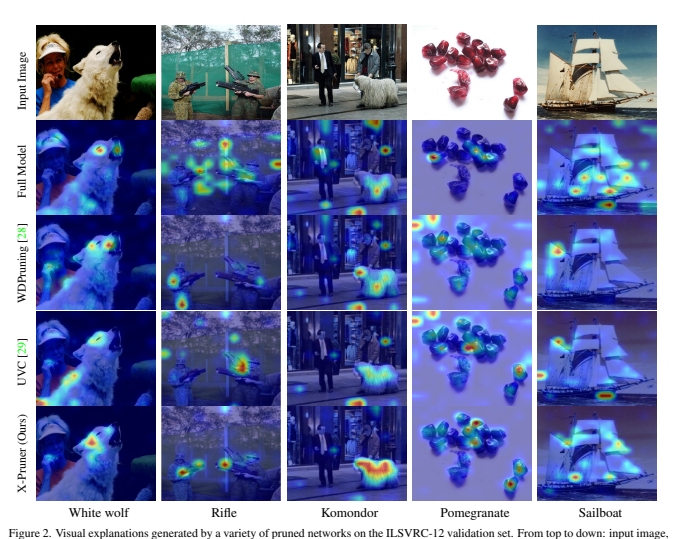 Input Image
Full Model
WDPruning [28]
UVC [29]
X-Pruner (Ours)
White wolf
Rifle
Komondor
Pomegranate
Sailboat
Figure 2. Visual explanations generated by a variety of pruned networks on the ILSVRC-12 validation set. From top to down: input image,